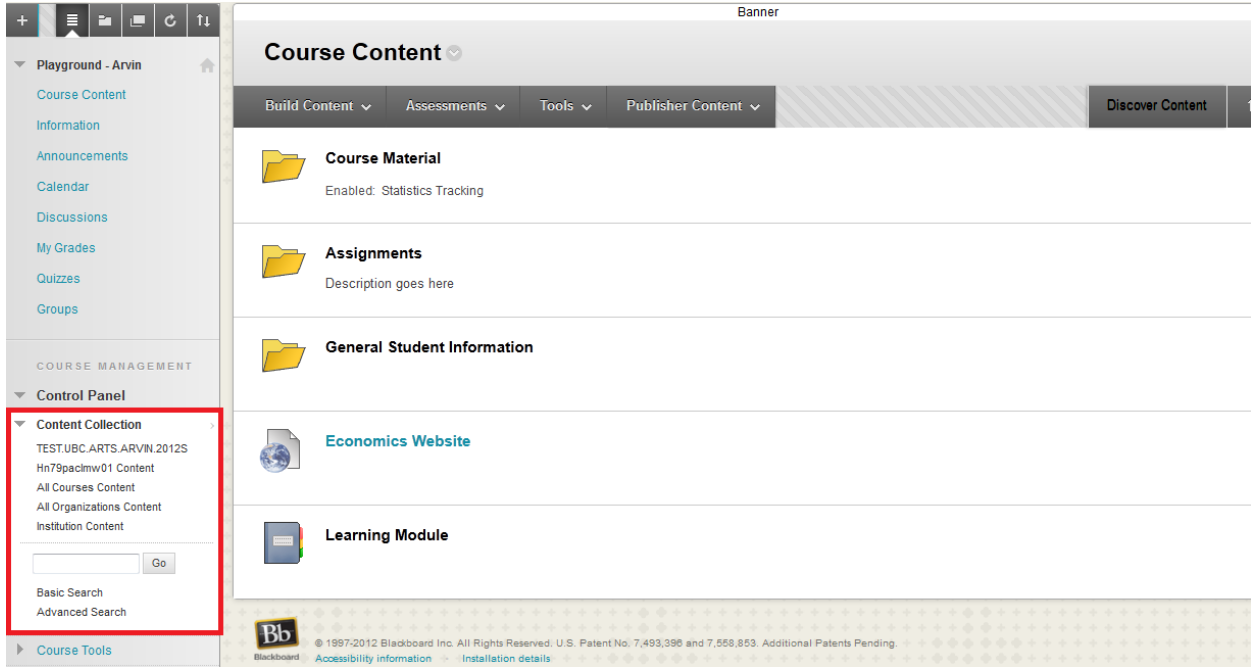 Playground - Arvin
Course Content
Information
Announcements
Calendar
Discussions
My Grades
Quizzes
Groups
COURSE MANAGEMENT
Control Panel
Content Collection
TEST.UBC.ARTS.ARVIN.2012S
Hn79paclmw01 Content
All Courses Content
All Organizations Content
Institution Content
Go
Basic Search
Advanced Search
Course Tools
Banner
Course Content
Build Content
Assessments
Tools
Publisher Content
Discover Content
Course Material
Enabled: Statistics Tracking
Assignments
Description goes here
General Student Information
Economics Website
Learning Module
Bb
Blackboard
© 1997-2012 Blackboard Inc. All Rights Reserved. U.S. Patent No. 7,493,396 and 7,558,853. Additional Patents Pending.
Accessibility information - Installation details